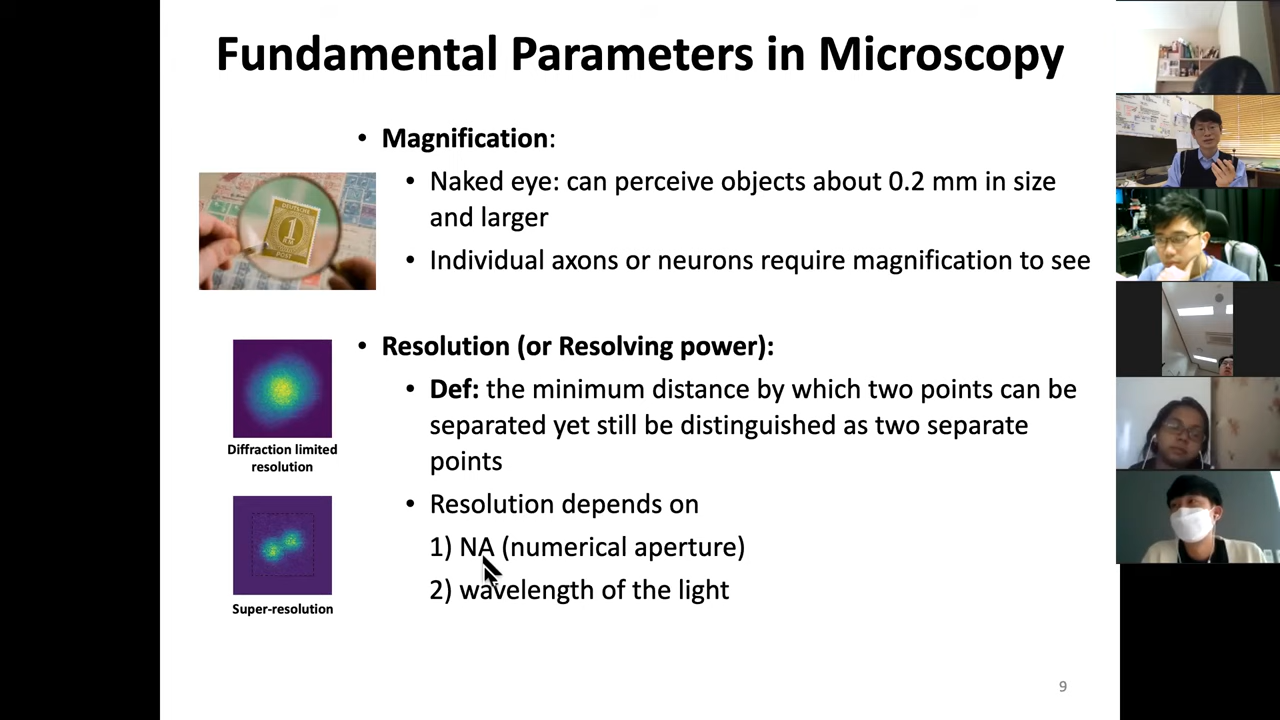 Fundamental Parameters in Microscopy
• Magnification:
• Naked eye: can perceive objects about 0.2 mm in size
and larger
• Individual axons or neurons require magnification to see
DEUTSCHE
1
POST
• Resolution (or Resolving power):
• Def: the minimum distance by which two points can be
separated yet still be distinguished as two separate
points
Diffraction limited
resolution
• Resolution depends on
1) NA (numerical aperture)
2) wavelength of the light
Super-resolution
9